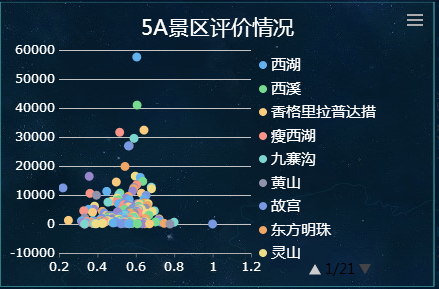 5A景区评价情况
60000
50000
40000
30000
20000
10000
0
-10000
0.2 0.4 0.6 0.8 1 1.2
西湖
西溪
香格里拉普达措
瘦西湖
九寨沟
黄山
故宫
东方明珠
灵山
1/21